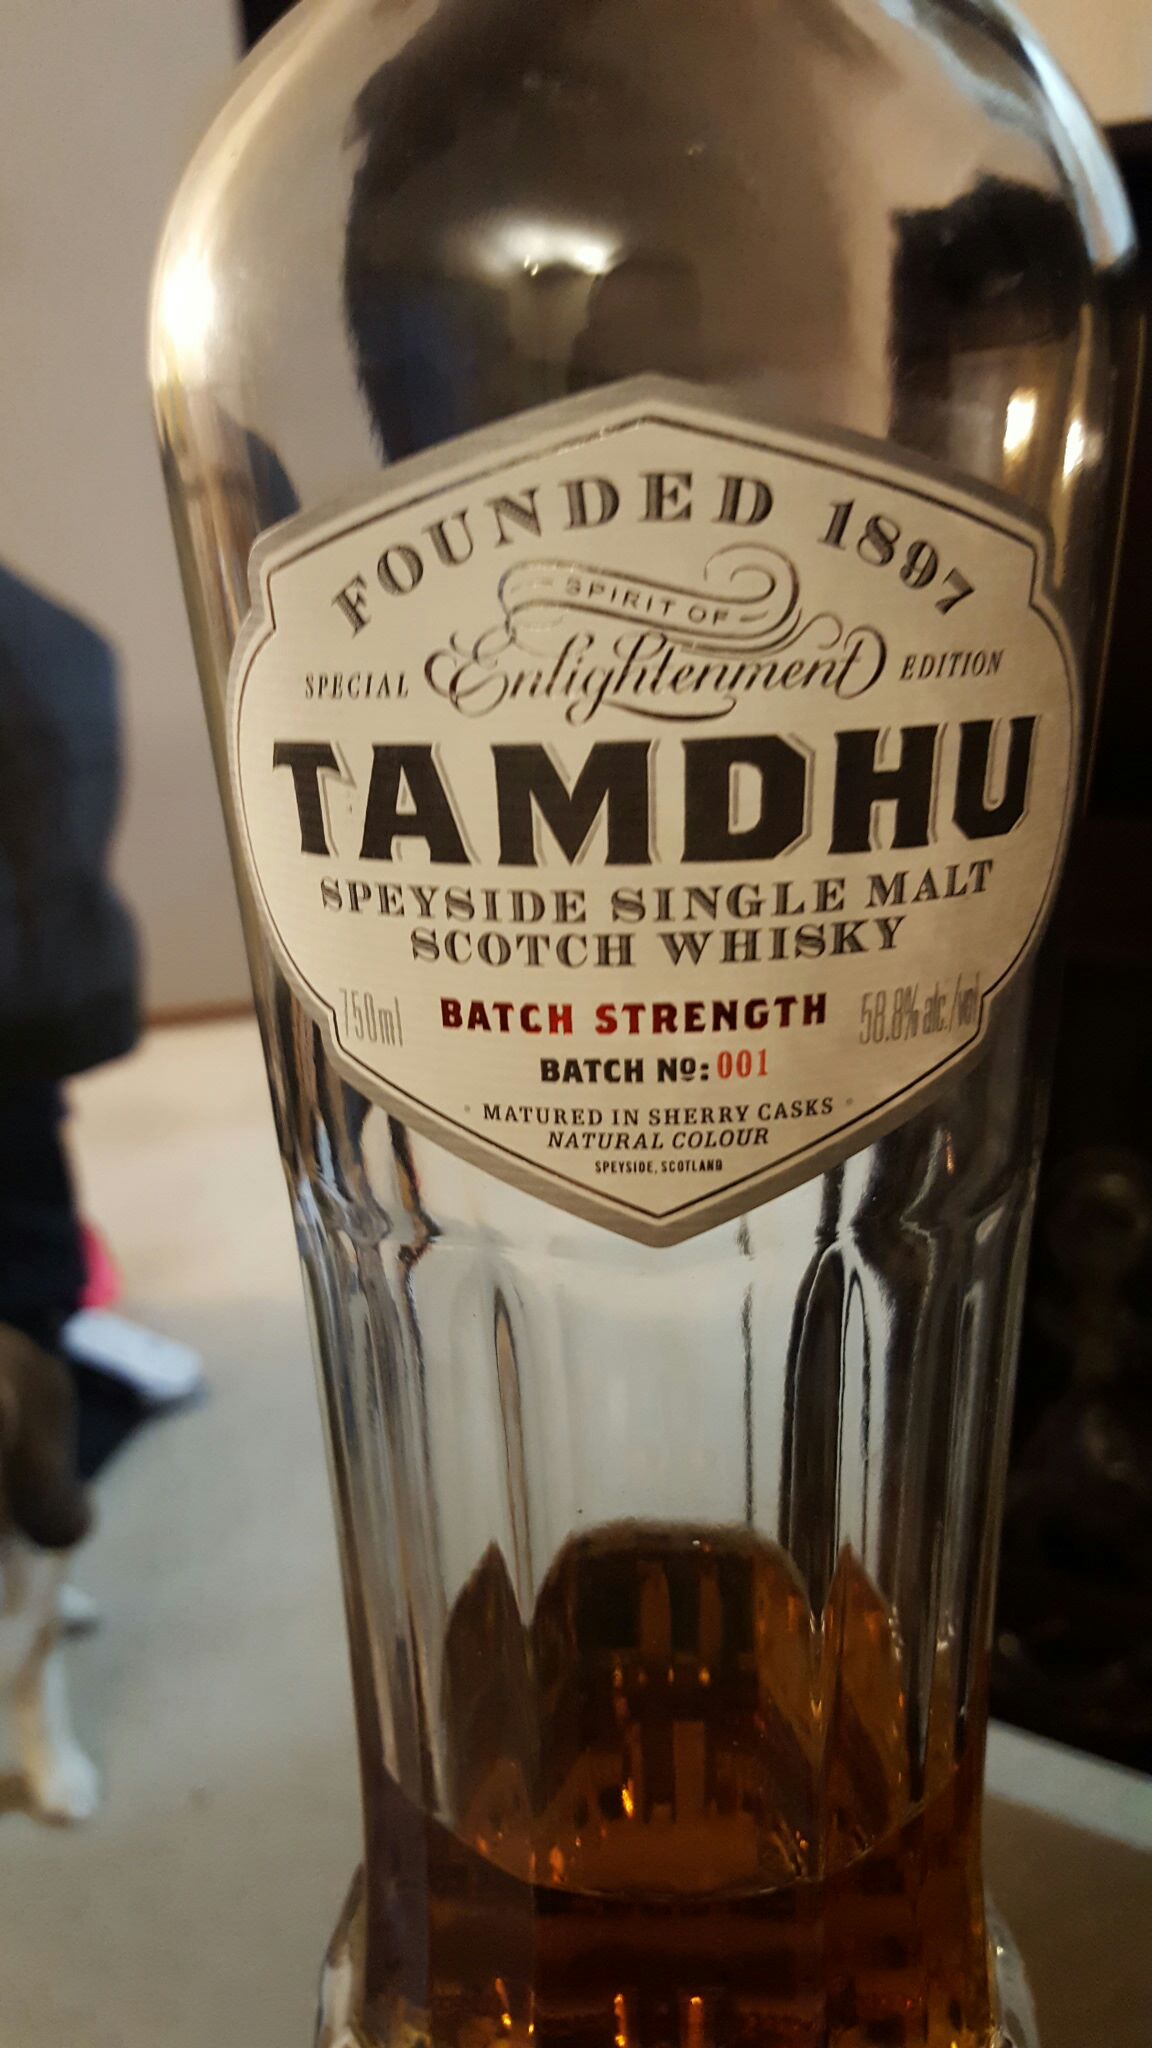 FOUNDED 1897
SPIRIT OF
SPECIAL Enlightenment EDITION
TAMDHU
SPEYSIDE SINGLE MALT
SCOTCH WHISKY
750ml BATCH STRENGTH 58.8% alc./vol
BATCH Nº: 001
MATURED IN SHERRY CASKS
NATURAL COLOUR
SPEYSIDE, SCOTLAND